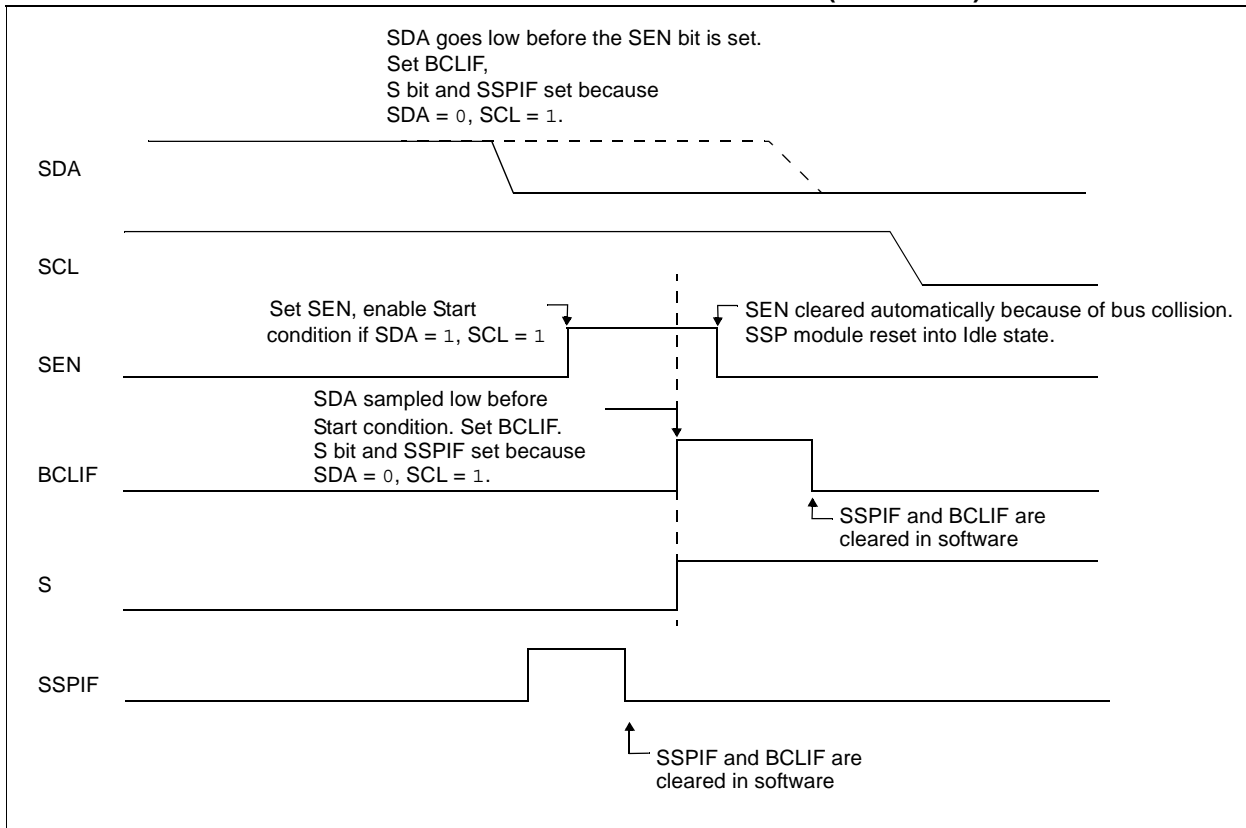 SDA goes low before the SEN bit is set.
Set BCLIF,
S bit and SSPIF set because
SDA = 0, SCL = 1.
SDA
SCL
Set SEN, enable Start
condition if SDA = 1, SCL = 1
SEN cleared automatically because of bus collision.
SSP module reset into Idle state.
SEN
SDA sampled low before
Start condition. Set BCLIF.
S bit and SSPIF set because
SDA = 0, SCL = 1.
BCLIF
SSPIF and BCLIF are
cleared in software
S
SSPIF
SSPIF and BCLIF are
cleared in software